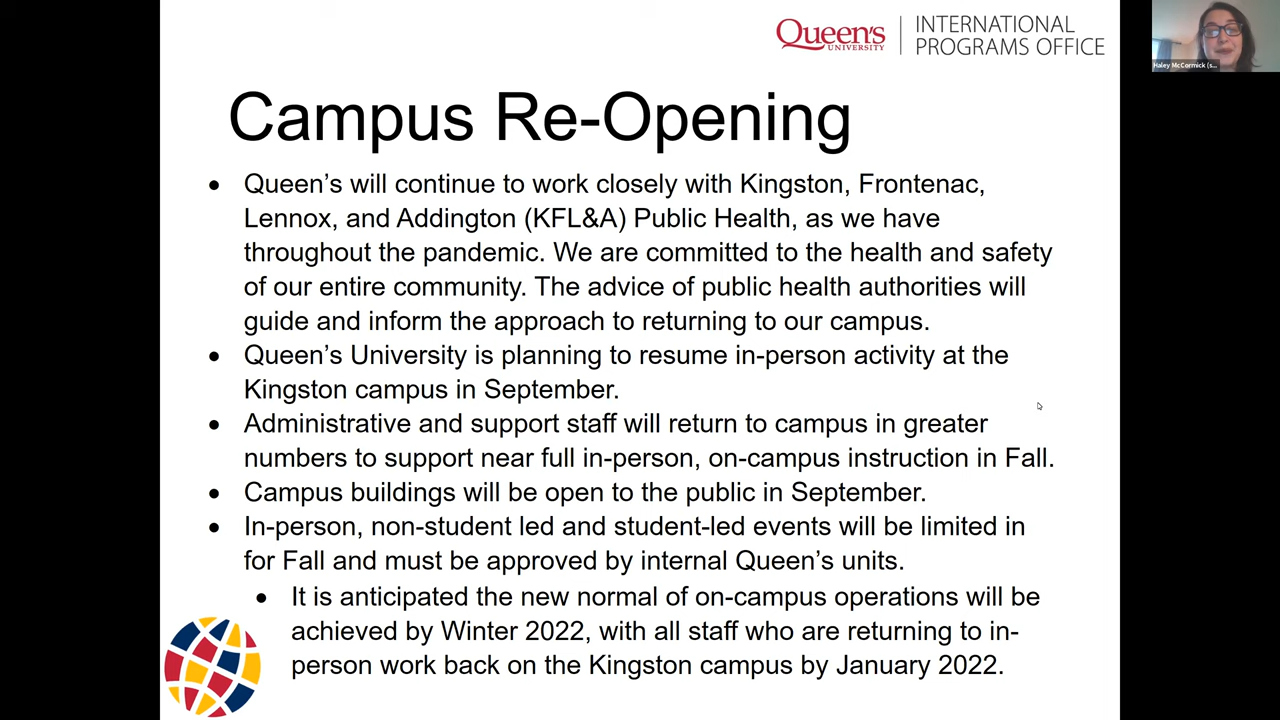 Queen's
UNIVERSITY
INTERNATIONAL
PROGRAMS OFFICE
Haley McCormick (s...
Campus Re-Opening
• Queen's will continue to work closely with Kingston, Frontenac,
Lennox, and Addington (KFL&A) Public Health, as we have
throughout the pandemic. We are committed to the health and safety
of our entire community. The advice of public health authorities will
guide and inform the approach to returning to our campus.
• Queen's University is planning to resume in-person activity at the
Kingston campus in September.
• Administrative and support staff will return to campus in greater
numbers to support near full in-person, on-campus instruction in Fall.
• Campus buildings will be open to the public in September.
• In-person, non-student led and student-led events will be limited in
for Fall and must be approved by internal Queen's units.
• It is anticipated the new normal of on-campus operations will be
achieved by Winter 2022, with all staff who are returning to in-
person work back on the Kingston campus by January 2022.